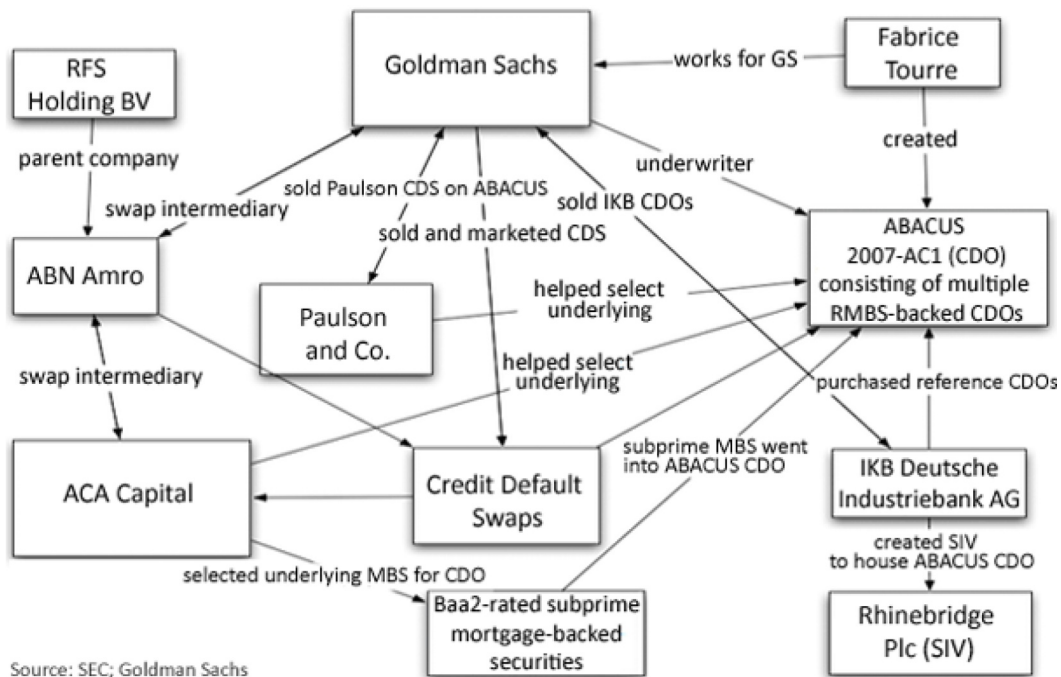 RFS
Holding BV
Goldman Sachs
Fabrice
Tourre
works for GS
parent company
created
underwriter
sold Paulson CDS on ABACUS
swap intermediary
sold IKB CDOs
sold and marketed CDS
ABN Amro
ABACUS
2007-AC1 (CDO)
consisting of multiple
RMBS-backed CDOs
Paulson
and Co.
helped select
underlying
helped select
underlying
swap intermediary
purchased reference CDOs
subprime MBS went
into ABACUS CDO
ACA Capital
Credit Default
Swaps
IKB Deutsche
Industriebank AG
created SIV
to house ABACUS CDO
selected underlying MBS for CDO
Baa2-rated subprime
mortgage-backed
securities
Rhinebridge
Plc (SIV)
Source: SEC; Goldman Sachs